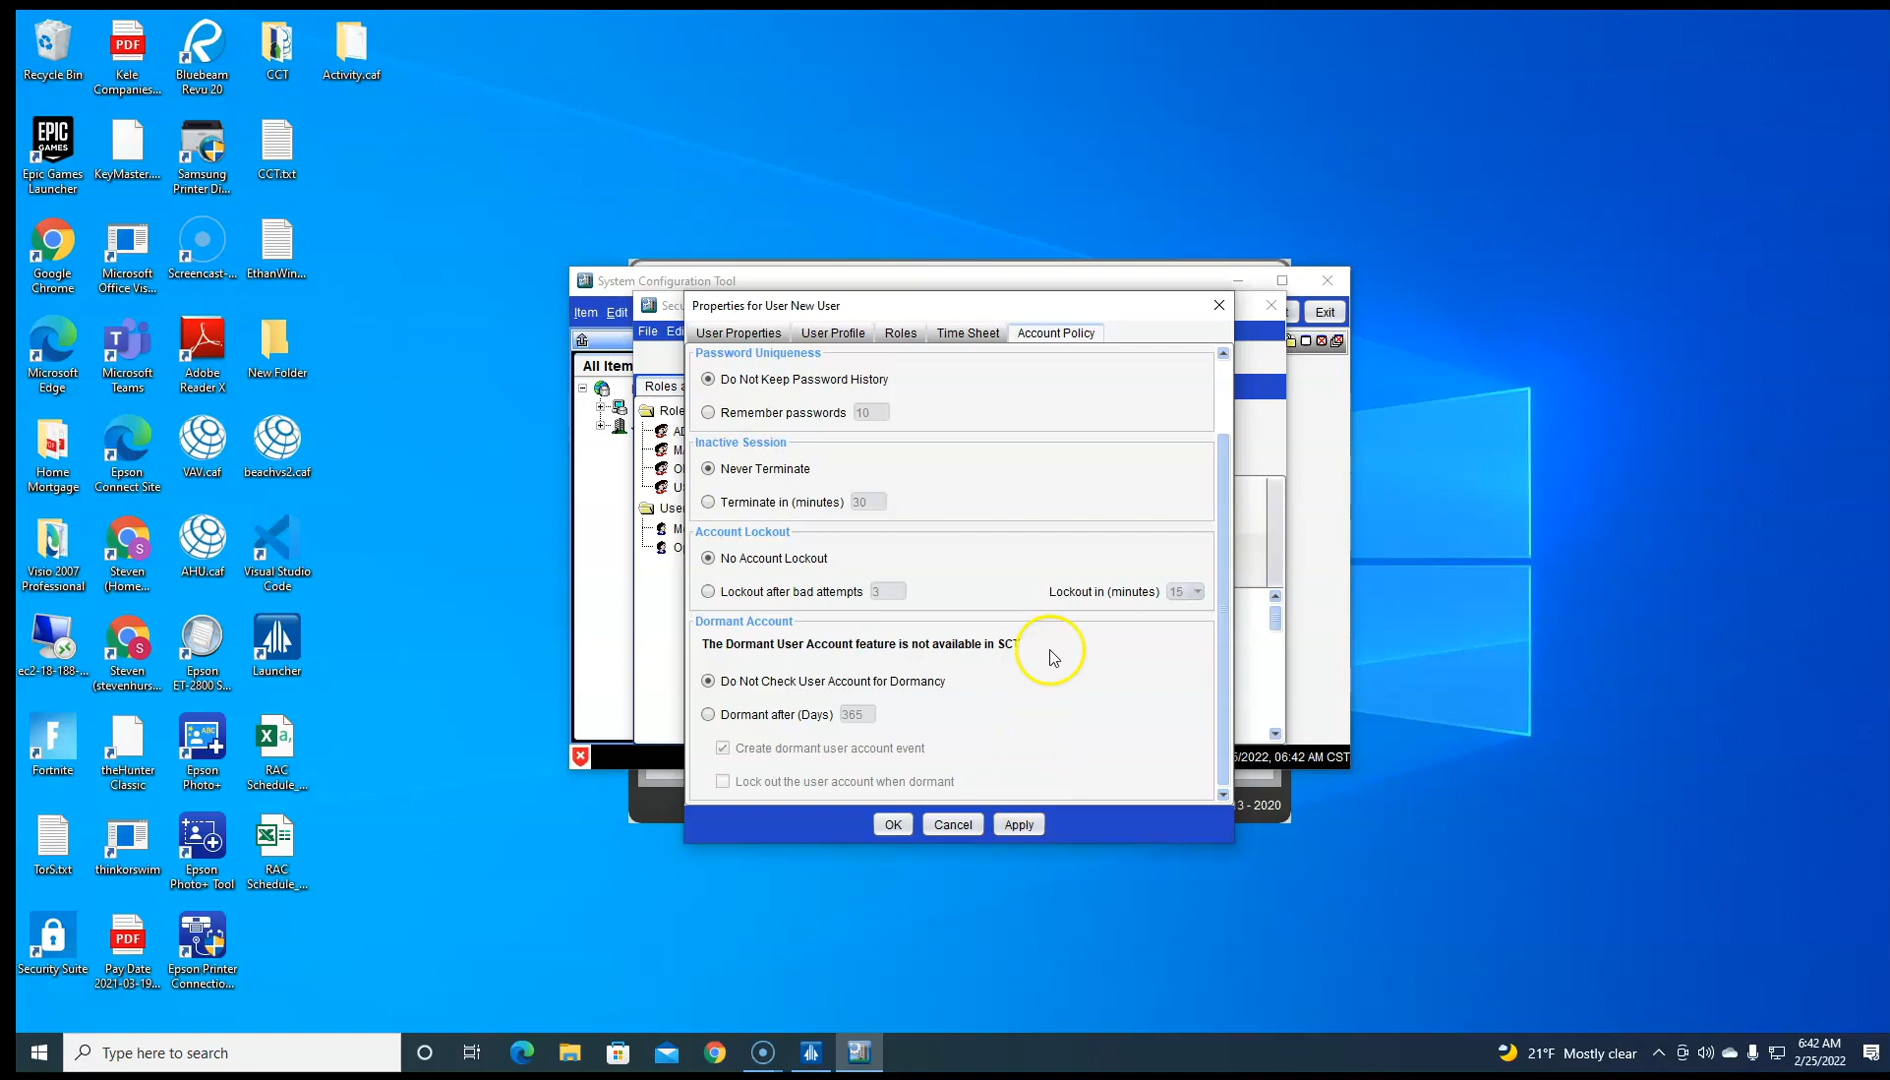 Recycle Bin
Kele
Companies...
Bluebeam
Revu 20
CCT
Activity.caf
PDF
EPIC
GAMES
Epic Games
Launcher
KeyMaster....
Samsung
Printer Di...
CCT.txt
Google
Chrome
Microsoft
Office Vis...
Screencast-...
EthanWin...
Microsoft
Edge
Microsoft
Teams
Adobe
Reader X
New Folder
Home
Mortgage
Epson
Connect Site
VAV.caf
beachvs2.caf
Visio 2007
Professional
Steven
(Home...
AHU.caf
Visual Studio
Code
ec2-18-188-...
Steven
(stevenhurs...
Epson
ET-2800 S...
Launcher
Fortnite
theHunter
Classic
Epson
Photo+
RAC
Schedule_...
TorS.txt
thinkorswim
Epson
Photo+ Tool
RAC
Schedule_...
Security Suite
PDF
Pay Date
2021-03-19...
Epson Printer
Connectio...
System Configuration Tool
Item Edit
Exit
All Item
Secu
File Edi
Roles a
Role
User
Properties for User New User
User Properties User Profile Roles Time Sheet Account Policy
Password Uniqueness
Do Not Keep Password History
Remember passwords 10
Inactive Session
Never Terminate
Terminate in (minutes) 30
Account Lockout
No Account Lockout
Lockout after bad attempts 3 Lockout in (minutes) 15
Dormant Account
The Dormant User Account feature is not available in SCT
Do Not Check User Account for Dormancy
Dormant after (Days) 365
Create dormant user account event
Lock out the user account when dormant
OK Cancel Apply
5/2022, 06:42 AM CST
13 - 2020
Type here to search
21°F Mostly clear
6:42 AM
2/25/2022